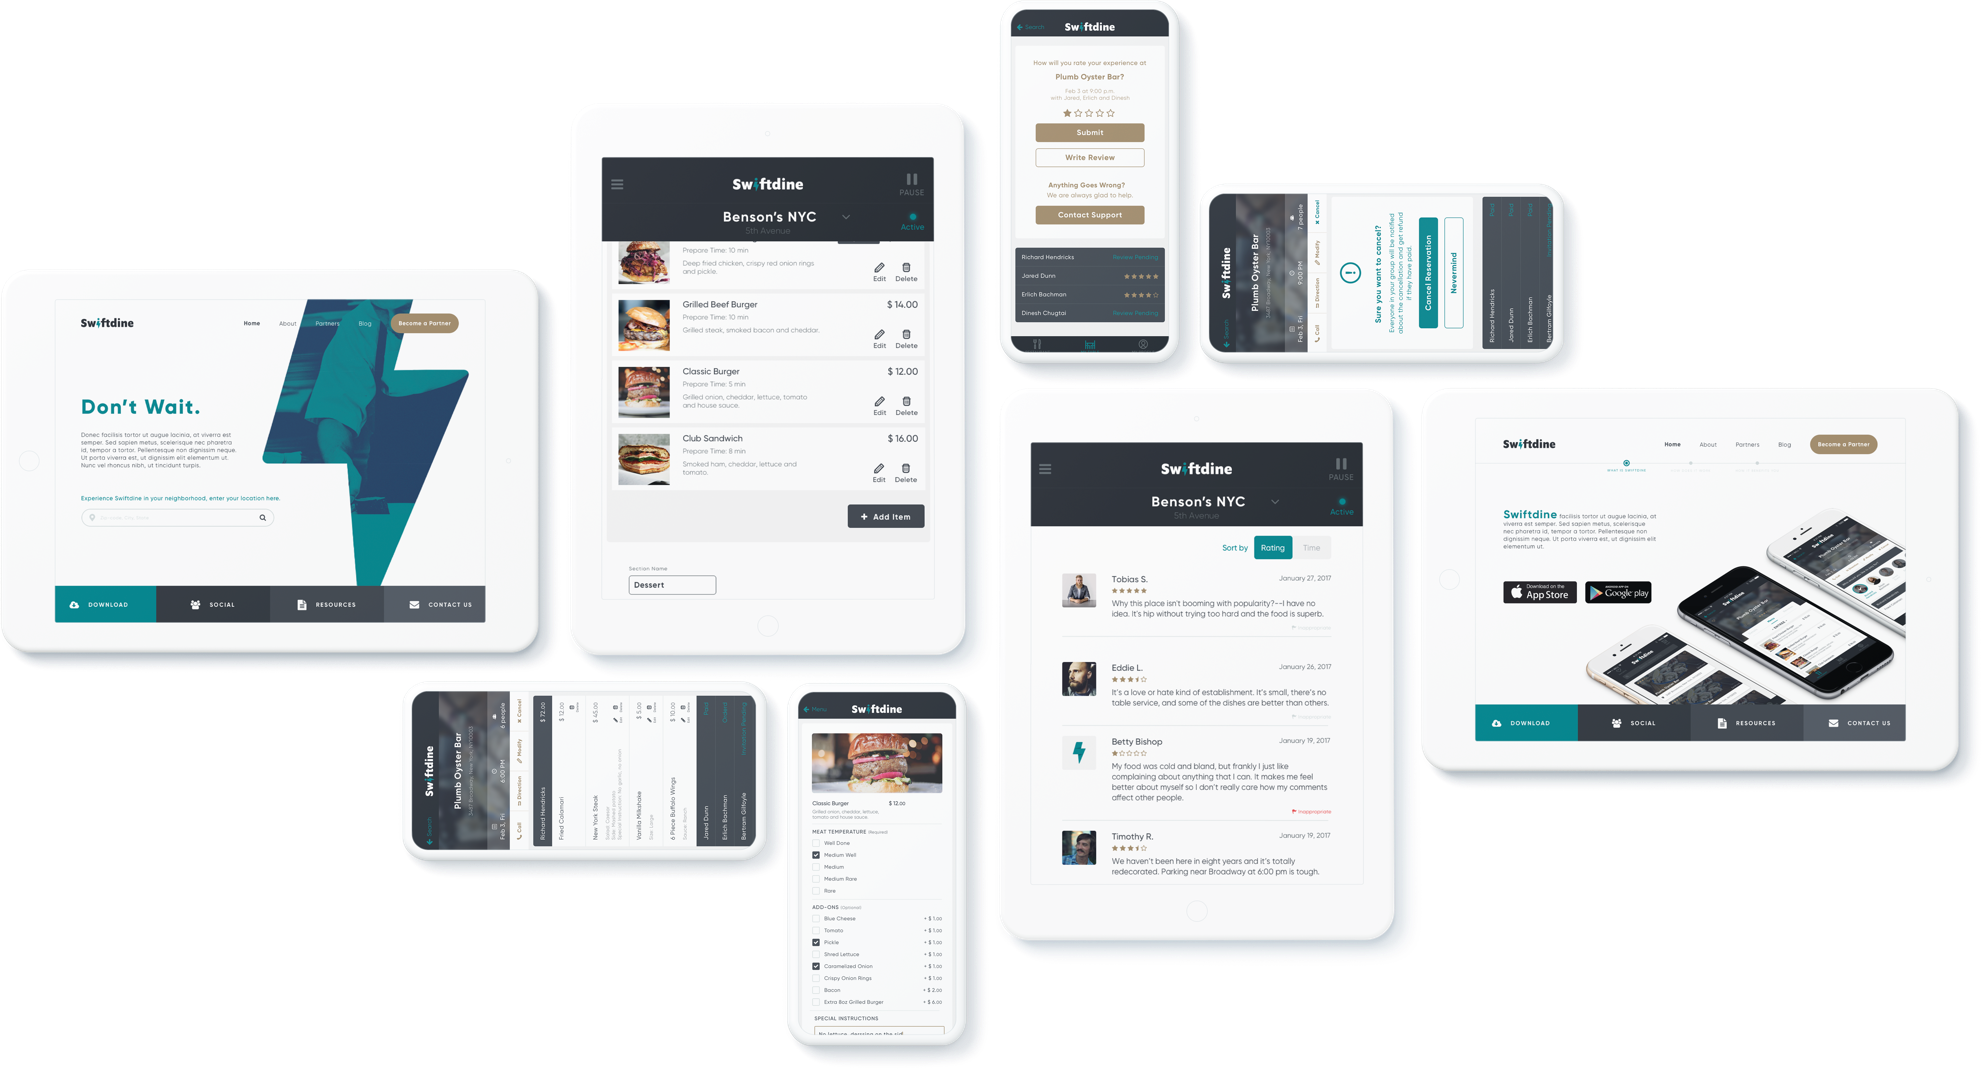 Swiftdine
Home
About
Partners
Blog
Become a Partner
Don't Wait.
Donec facilisis tortor ut augue lacinia, at viverra est
semper. Sed sapien metus, scelerisque nec pharetra
id, tempor a tortor. Pellentesque non dignissim neque.
Ut porta viverra est, ut dignissim elit elementum ut.
Nunc vel rhoncus nibh, ut tincidunt turpis.
Experience Swiftdine in your neighborhood, enter your location here.
DOWNLOAD
SOCIAL
RESOURCES
CONTACT US
Swiftdine
PAUSE
Benson's NYC
5th Avenue
Active
Prepare Time: 10 min
Deep fried chicken, crispy red onion rings
and pickle.
Edit
Delete
Grilled Beef Burger
$ 14.00
Prepare Time: 10 min
Grilled steak, smoked bacon and cheddar.
Edit
Delete
Classic Burger
$ 12.00
Prepare Time: 5 min
Grilled onion, cheddar, lettuce, tomato
and house sauce.
Edit
Delete
Club Sandwich
$ 16.00
Prepare Time: 8 min
Smoked ham, cheddar, lettuce and
tomato.
Edit
Delete
+ Add Item
Section Name
Dessert
Search
Swiftdine
How will you rate your experience at
Plumb Oyster Bar?
Feb 3 at 9:00 p.m.
with Jared, Erlich and Dinesh
Submit
Write Review
Anything Goes Wrong?
We are always glad to help.
Contact Support
Richard Hendricks
Review Pending
Jared Dunn
Erlich Bachman
Dinesh Chugtai
Review Pending
Search
Swiftdine
Plumb Oyster Bar
Feb 3, Fri
9:00 PM
7 people
Call
Direction
Modify
Cancel
Sure you want to cancel?
Everyone in your group will be notified
about the cancellation and get refund
if they have paid.
Cancel Reservation
Nevermind
Richard Hendricks
Paid
Jared Dunn
Paid
Erlich Bachman
Paid
Bertram Gilfoyle
Search
Swiftdine
Plumb Oyster Bar
Feb 3, Fri
6:00 PM
6 people
Call
Direction
Modify
Cancel
Richard Hendricks
$ 72.00
Fried Calamari
$ 12.00
New York Steak
$ 45.00
Vanilla Milkshake
$ 5.00
6 Piece Buffalo Wings
$ 10.00
Jared Dunn
Paid
Erlich Bachman
Bertram Gilfoyle
Menu
Swiftdine
Classic Burger
$ 12.00
Grilled onion, cheddar, lettuce,
tomato and house sauce.
MEAT TEMPERATURE (Required)
Well Done
Medium Well
Medium
Medium Rare
Rare
ADD-ONS (Optional)
Blue Cheese
+ $ 1.00
Tomato
+ $ 1.00
Pickle
+ $ 1.00
Shred Lettuce
+ $ 1.00
Caramelized Onion
+ $ 1.00
Crispy Onion Rings
+ $ 1.00
Bacon
+ $ 2.00
Extra 8oz Grilled Burger
+ $ 6.00
SPECIAL INSTRUCTIONS
Swiftdine
PAUSE
Benson's NYC
5th Avenue
Active
Sort by
Rating
Time
Tobias S.
January 27, 2017
Why this place isn't booming with popularity?--I have no
idea. It's hip without trying too hard and the food is superb.
Inappropriate
Eddie L.
January 26, 2017
It's a love or hate kind of establishment. It's small, there's no
table service, and some of the dishes are better than others.
Inappropriate
Betty Bishop
January 19, 2017
My food was cold and bland, but frankly I just like
complaining about anything that I can. It makes me feel
better about myself so I don't really care how my comments
affect other people.
Inappropriate
Timothy R.
January 19, 2017
We haven't been here in eight years and it's totally
redecorated. Parking near Broadway at 6:00 pm is tough.
Swiftdine
Home
About
Partners
Blog
Become a Partner
WHAT IS SWIFTDINE
Swiftdine facilisis tortor ut augue lacinia, at
viverra est semper. Sed sapien metus, scelerisque
nec pharetra id, tempor a tortor. Pellentesque non
dignissim neque. Ut porta viverra est, ut dignissim elit
elementum ut.
Download on the
App Store
ANDROID APP ON
Google play
DOWNLOAD
SOCIAL
RESOURCES
CONTACT US